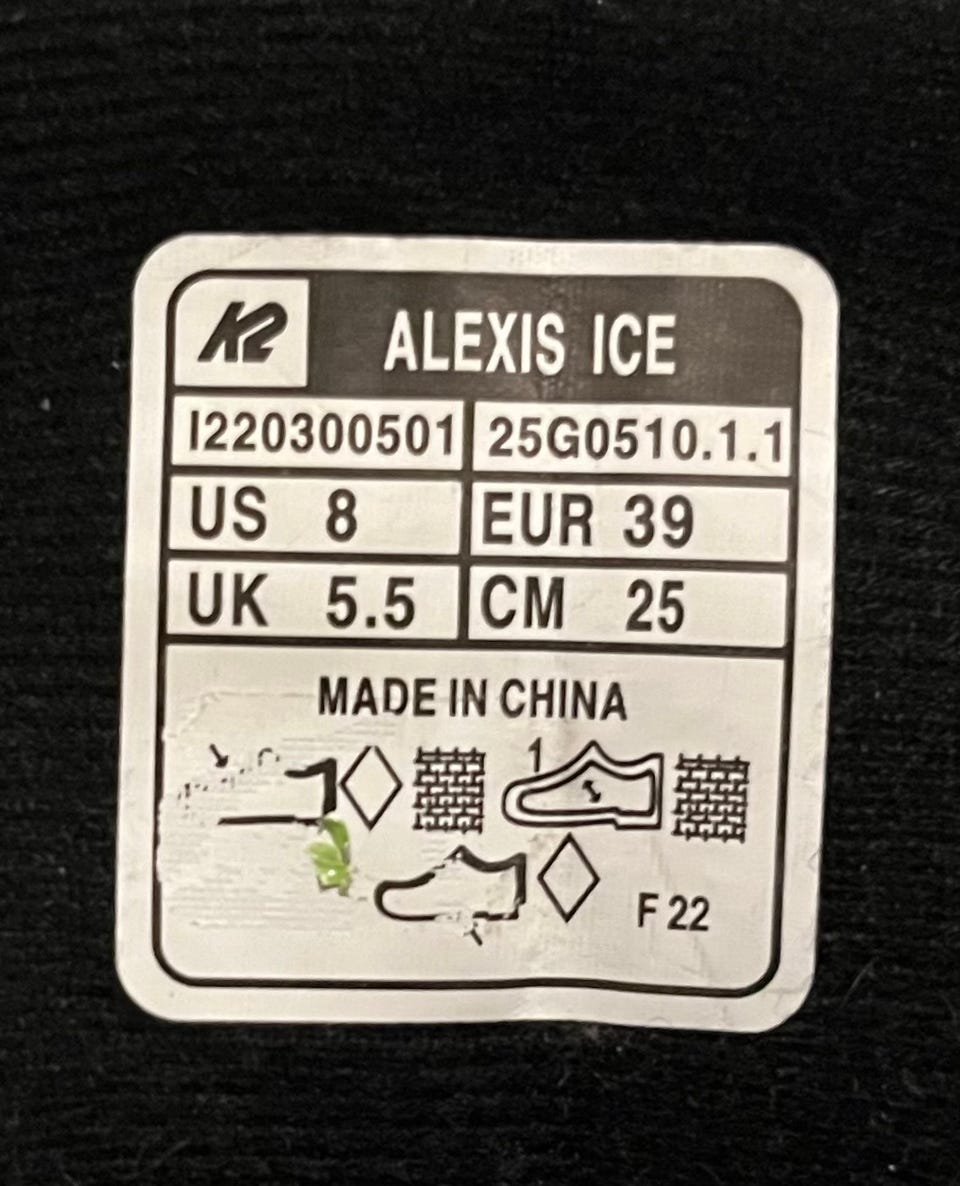 K2 ALEXIS ICE
I220300501 25G0510.1.1
US 8 EUR 39
UK 5.5 CM 25
MADE IN CHINA
1
F 22